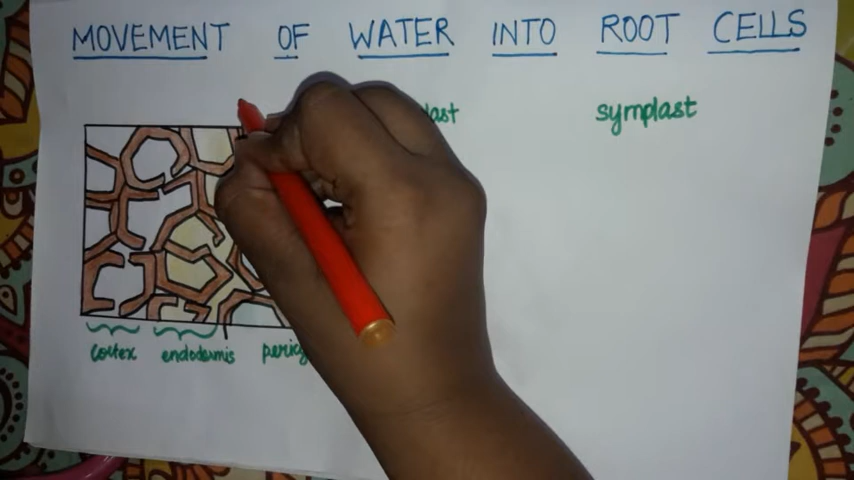 MOVEMENT OF WATER INTO ROOT CELLS
symplast
cortex endodermis